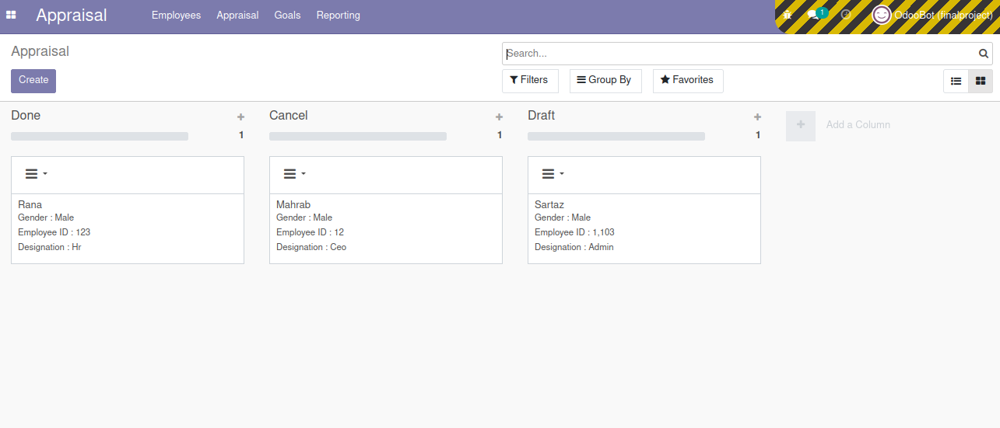 Appraisal Employees Appraisal Goals Reporting 1 OdooBot (finalproject)
Appraisal
Search...
Create
Filters Group By Favorites
Done
1
Rana
Gender : Male
Employee ID : 123
Designation : Hr
Cancel
1
Mahrab
Gender : Male
Employee ID : 12
Designation : Ceo
Draft
1
Sartaz
Gender : Male
Employee ID : 1,103
Designation : Admin
Add a Column